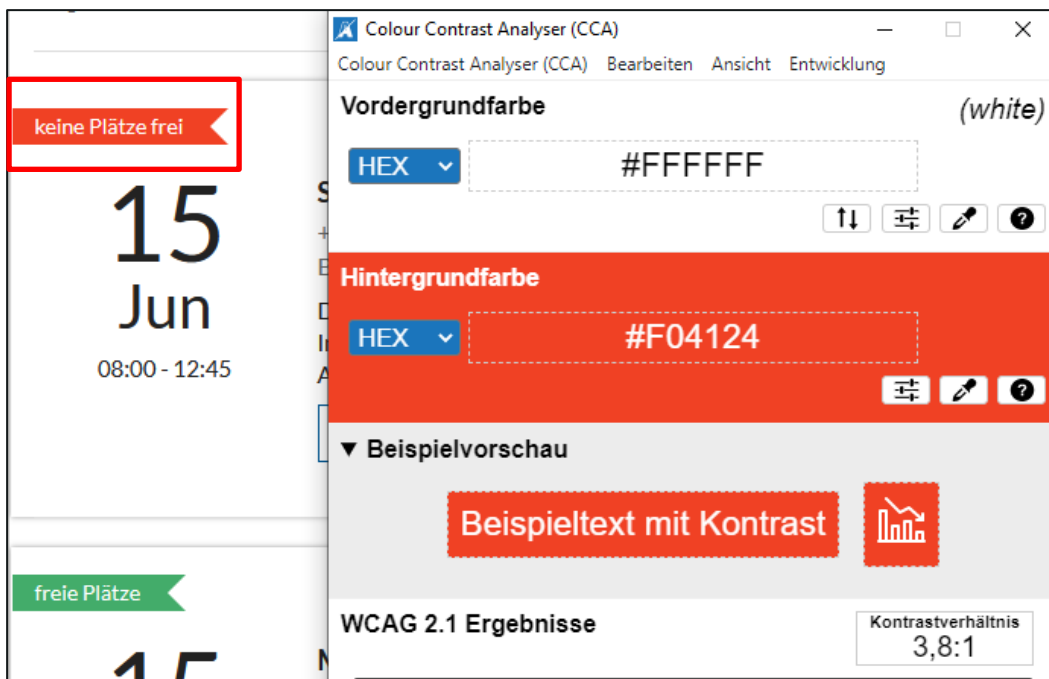 keine Plätze frei
15
Jun
08:00 - 12:45
freie Plätze
Colour Contrast Analyser (CCA)
Colour Contrast Analyser (CCA) Bearbeiten Ansicht Entwicklung
Vordergrundfarbe (white)
HEX #FFFFFF
Hintergrundfarbe
HEX #F04124
▼ Beispielvorschau
Beispieltext mit Kontrast
WCAG 2.1 Ergebnisse
Kontrastverhältnis
3,8:1